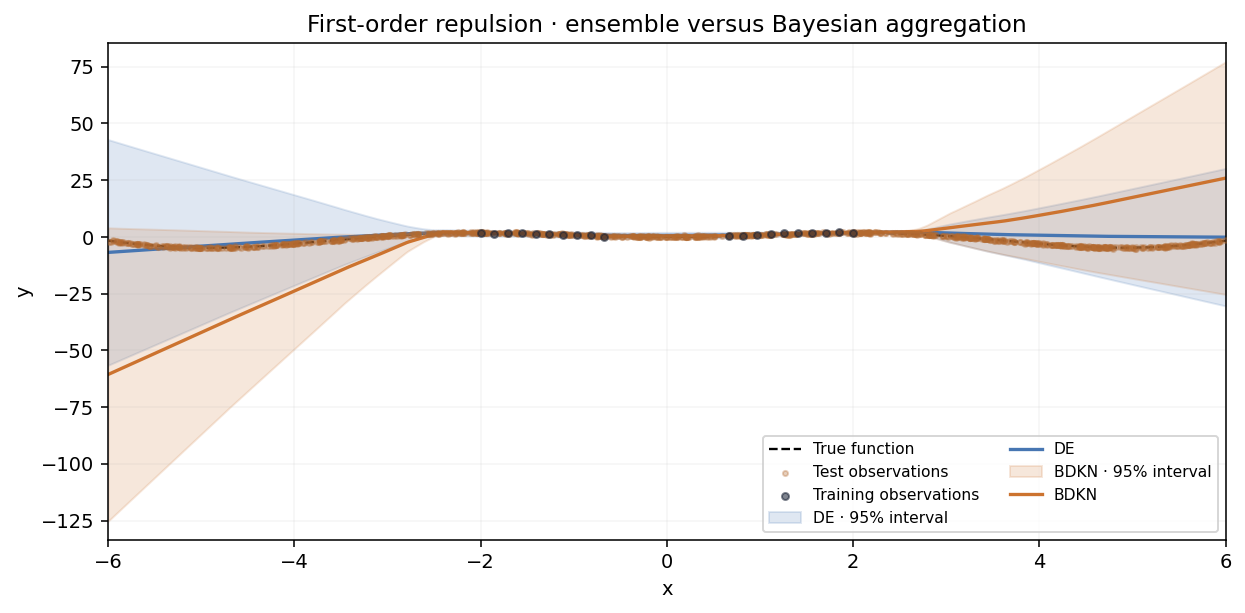 First-order repulsion · ensemble versus Bayesian aggregation
y
75
50
25
0
−25
−50
−75
−100
−125
−6
−4
−2
0
2
4
6
x
True function
Test observations
Training observations
DE · 95% interval
DE
BDKN · 95% interval
BDKN